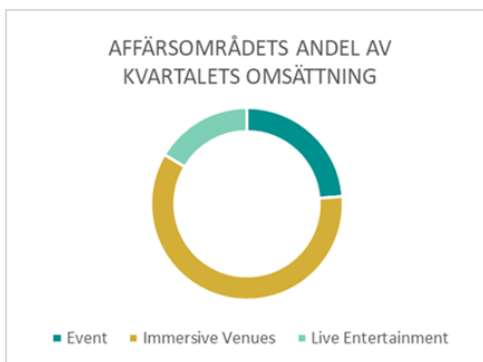 AFFÄRSOMRÅDETS ANDEL AV
KVARTALETS OMSÄTTNING
Event Immersive Venues Live Entertainment